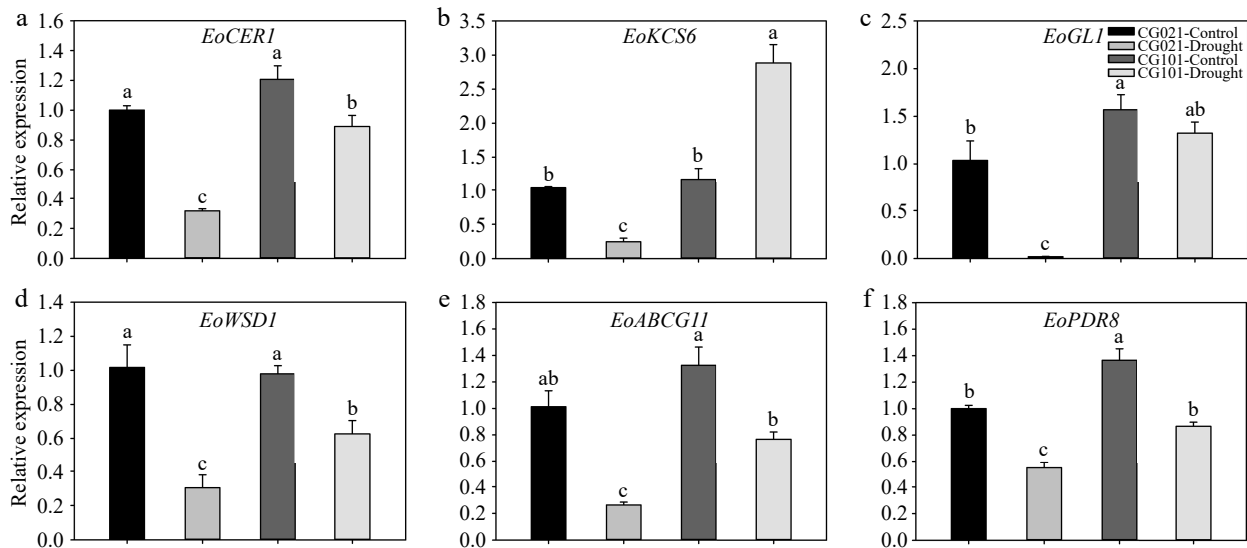 a
EoCER1
Relative expression
1.6
1.4
1.2
1.0
0.8
0.6
0.4
0.2
0.0
a
c
a
b
b
EoKCS6
3.5
3.0
2.5
2.0
1.5
1.0
0.5
0.0
b
c
b
a
c
EoGL1
CG021-Control
CG021-Drought
CG101-Control
CG101-Drought
2.5
2.0
1.5
1.0
0.5
0.0
b
c
a
ab
d
EoWSD1
Relative expression
1.4
1.2
1.0
0.8
0.6
0.4
0.2
0.0
a
c
a
b
e
EoABCG11
1.8
1.6
1.4
1.2
1.0
0.8
0.6
0.4
0.2
0.0
ab
c
a
b
f
EoPDR8
1.8
1.6
1.4
1.2
1.0
0.8
0.6
0.4
0.2
0.0
b
c
a
b